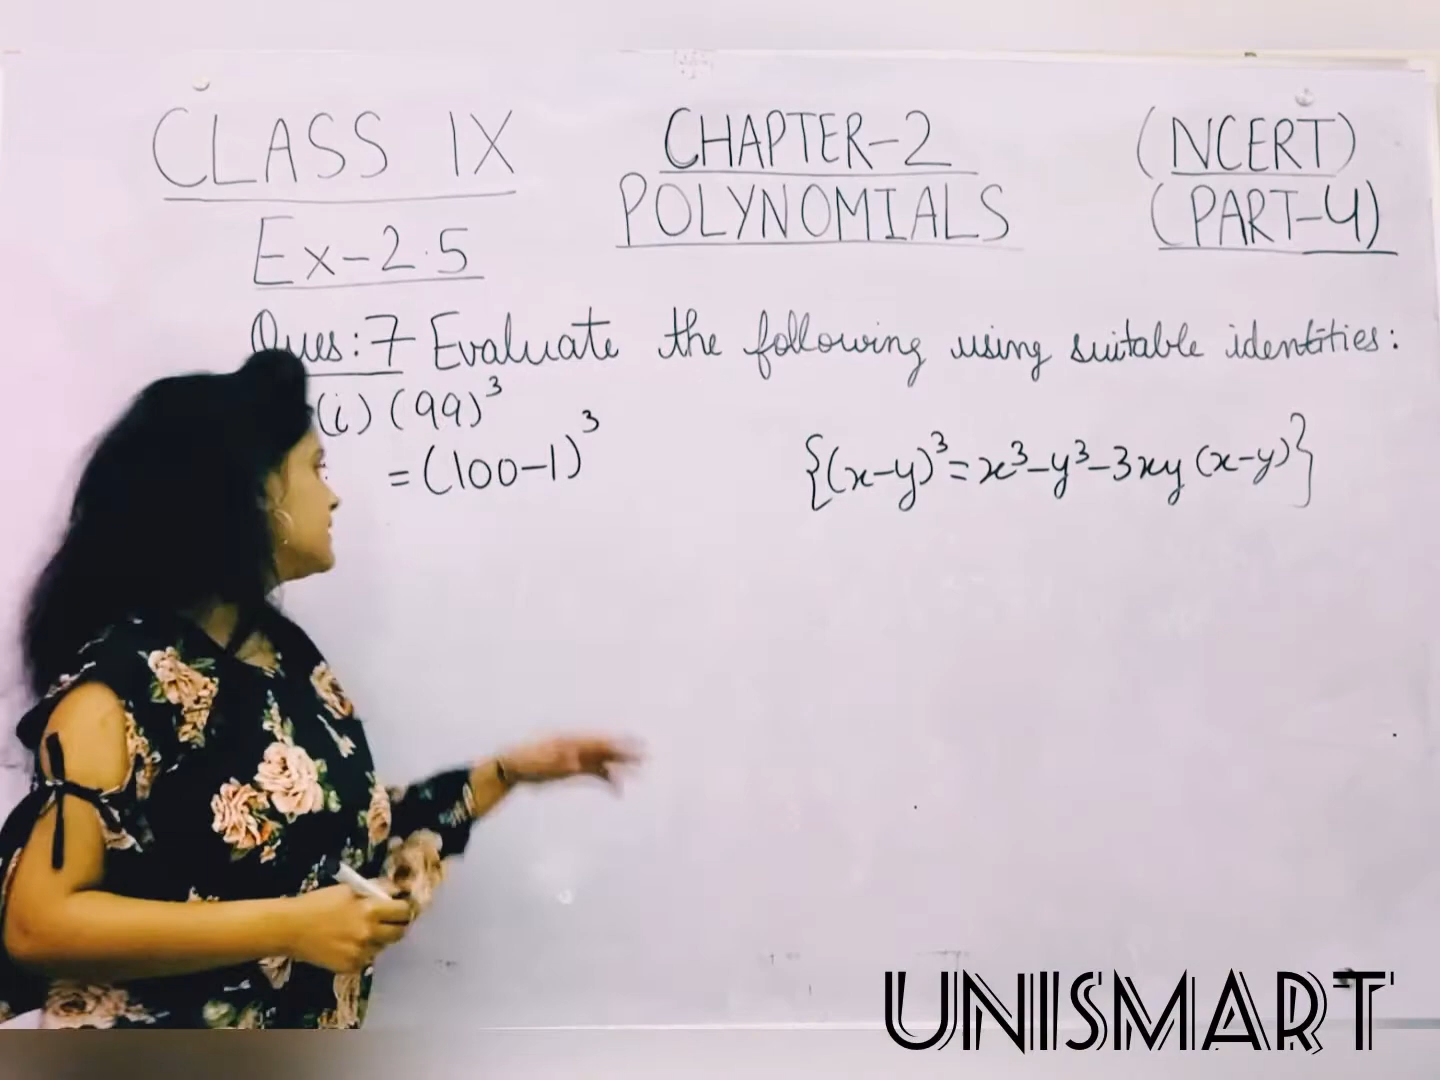 CLASS IX
CHAPTER-2
(NCERT)
Ex-2.5
POLYNOMIALS
(PART-4)
Ques:7 Evaluate the following using suitable identities:
(i) (99)³
=(100-1)³
{(x-y)³=x³-y³-3xy(x-y)}
UNISMART